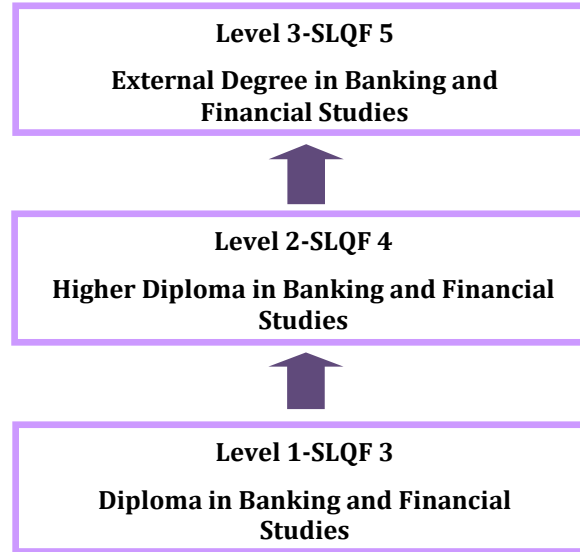 Level 3-SLQF 5
External Degree in Banking and
Financial Studies
Level 2-SLQF 4
Higher Diploma in Banking and Financial
Studies
Level 1-SLQF 3
Diploma in Banking and Financial
Studies